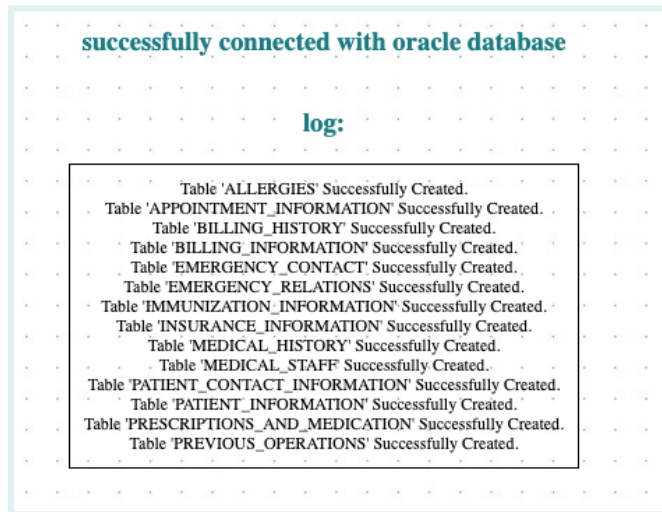 successfully connected with oracle database
log:
Table 'ALLERGIES' Successfully Created.
Table 'APPOINTMENT_INFORMATION' Successfully Created.
Table 'BILLING_HISTORY' Successfully Created.
Table 'BILLING_INFORMATION' Successfully Created.
Table 'EMERGENCY_CONTACT' Successfully Created.
Table 'EMERGENCY_RELATIONS' Successfully Created.
Table 'IMMUNIZATION_INFORMATION' Successfully Created.
Table 'INSURANCE_INFORMATION' Successfully Created.
Table 'MEDICAL_HISTORY' Successfully Created.
Table 'MEDICAL_STAFF' Successfully Created.
Table 'PATIENT_CONTACT_INFORMATION' Successfully Created.
Table 'PATIENT_INFORMATION' Successfully Created.
Table 'PRESCRIPTIONS_AND_MEDICATION' Successfully Created.
Table 'PREVIOUS_OPERATIONS' Successfully Created.